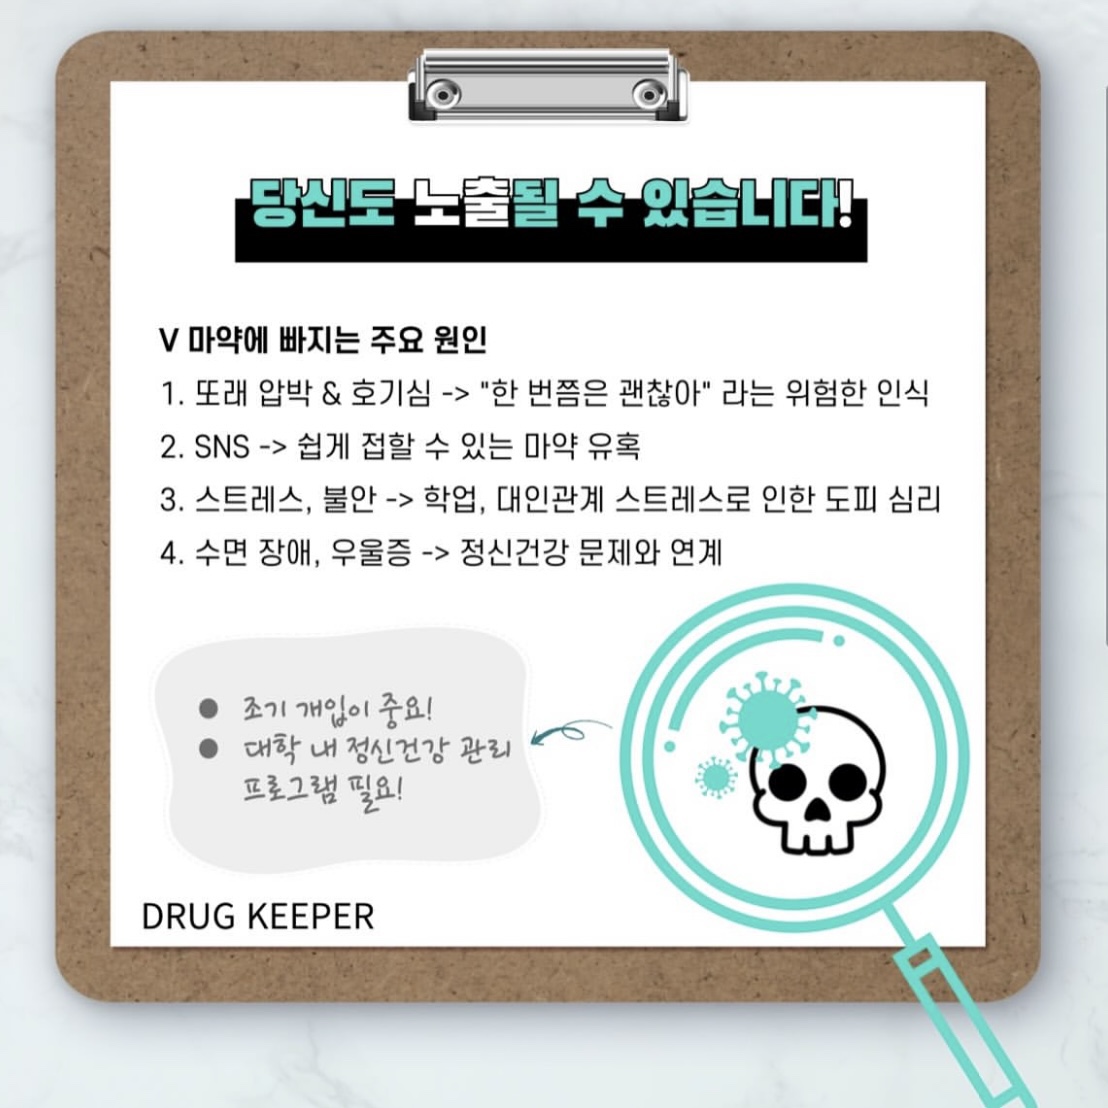 당신도 노출될 수 있습니다!
V 마약에 빠지는 주요 원인
1. 또래 압박 & 호기심 -> "한 번쯤은 괜찮아" 라는 위험한 인식
2. SNS -> 쉽게 접할 수 있는 마약 유혹
3. 스트레스, 불안 -> 학업, 대인관계 스트레스로 인한 도피 심리
4. 수면 장애, 우울증 -> 정신건강 문제와 연계
● 조기 개입이 중요!
● 대학 내 정신건강 관리
프로그램 필요!
DRUG KEEPER